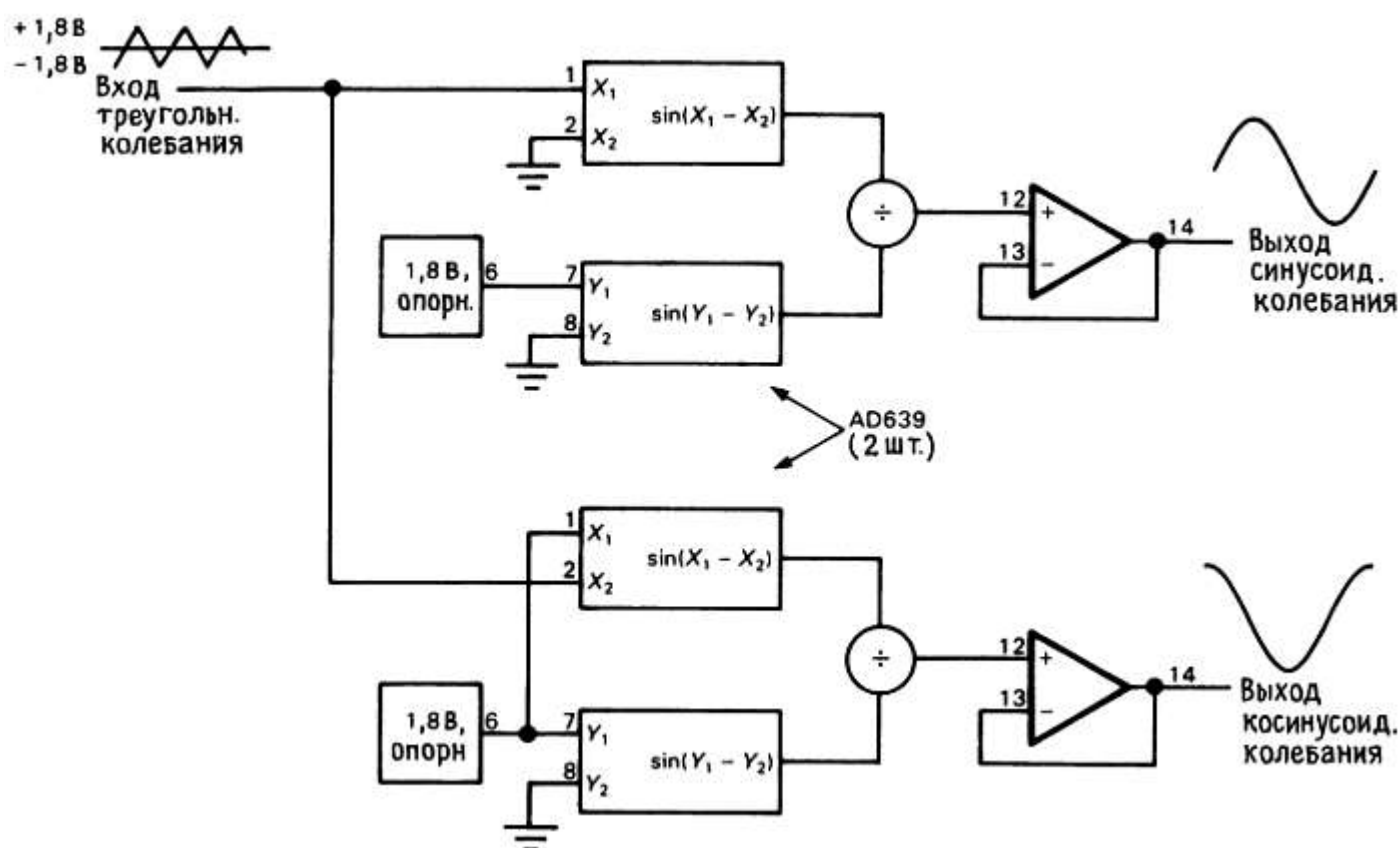 + 1,8 В
− 1,8 В
Вход
треугольн.
колебания
1
X₁
2
X₂
sin(X₁ − X₂)
1,8 В,
опорн.
6
7
Y₁
8
Y₂
sin(Y₁ − Y₂)
÷
12
+
13
−
14
Выход
синусоид.
колебания
AD639
(2 шт.)
1
X₁
2
X₂
sin(X₁ − X₂)
1,8 В,
опорн
6
7
Y₁
8
Y₂
sin(Y₁ − Y₂)
÷
12
+
13
−
14
Выход
косинусоид.
колебания